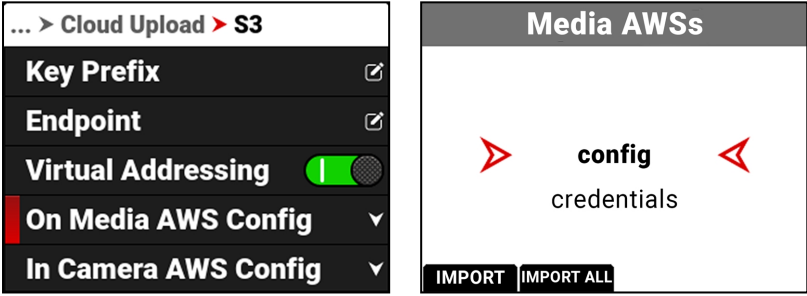 ... > Cloud Upload > S3
Key Prefix
Endpoint
Virtual Addressing
On Media AWS Config
In Camera AWS Config
Media AWSs
config
credentials
IMPORT
IMPORT ALL